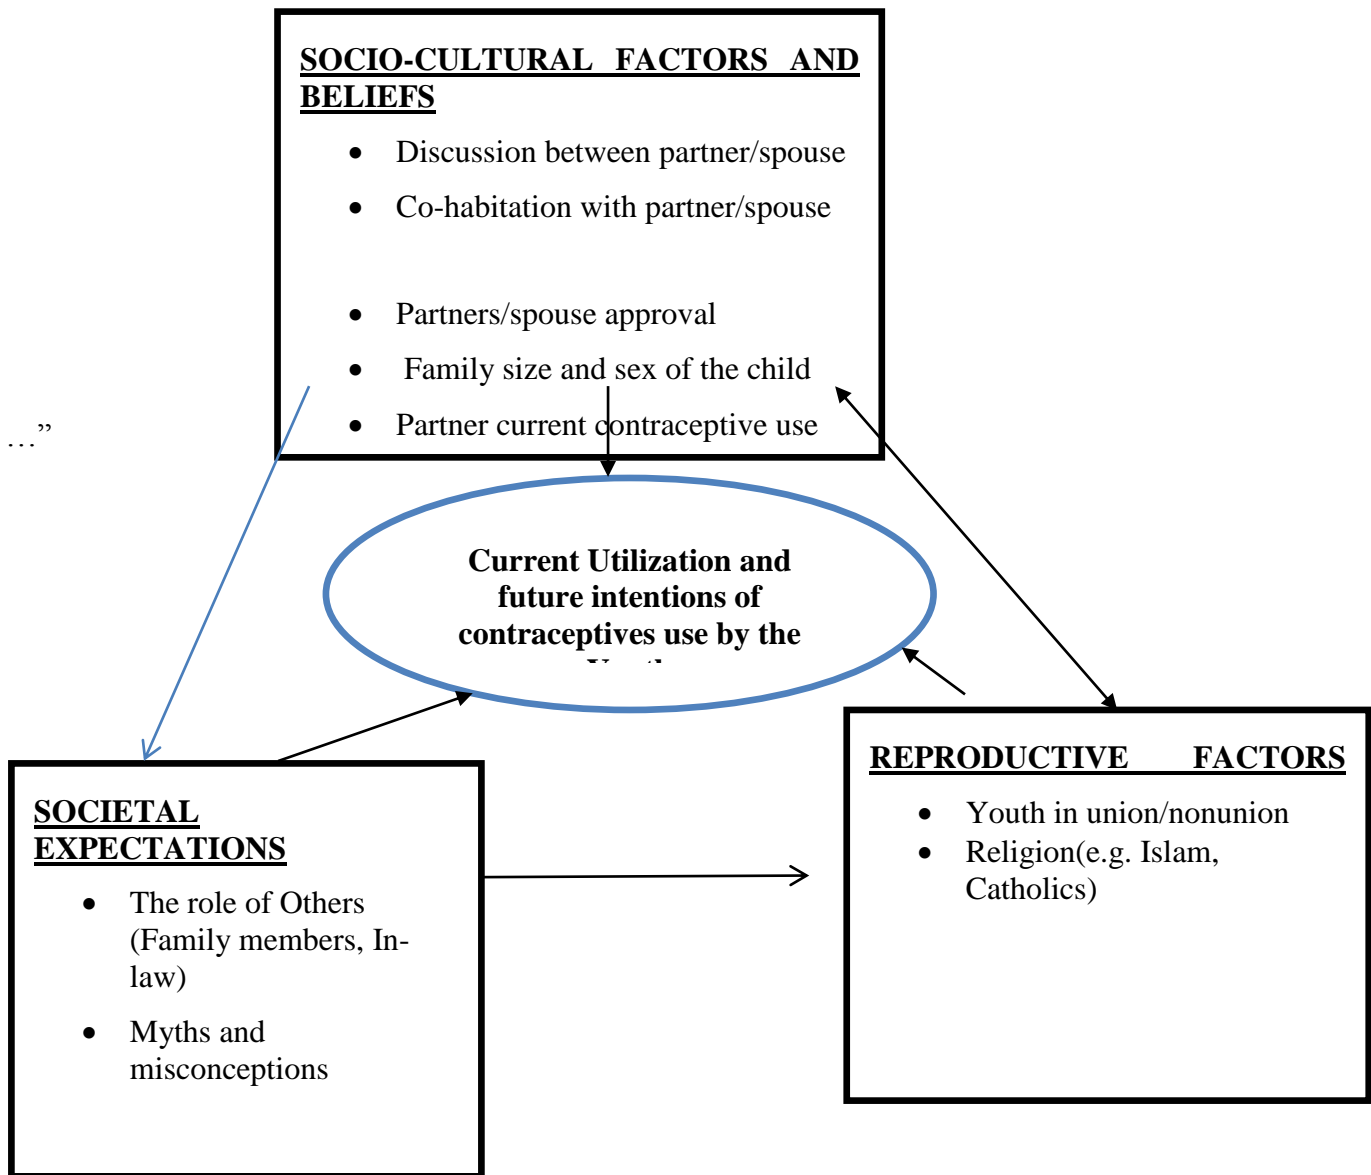 SOCIO-CULTURAL FACTORS AND
BELIEFS
• Discussion between partner/spouse
• Co-habitation with partner/spouse
• Partners/spouse approval
• Family size and sex of the child
• Partner current contraceptive use
…”
Current Utilization and
future intentions of
contraceptives use by the
SOCIETAL
EXPECTATIONS
• The role of Others
(Family members, In-
law)
• Myths and
misconceptions
REPRODUCTIVE FACTORS
• Youth in union/nonunion
• Religion(e.g. Islam,
Catholics)